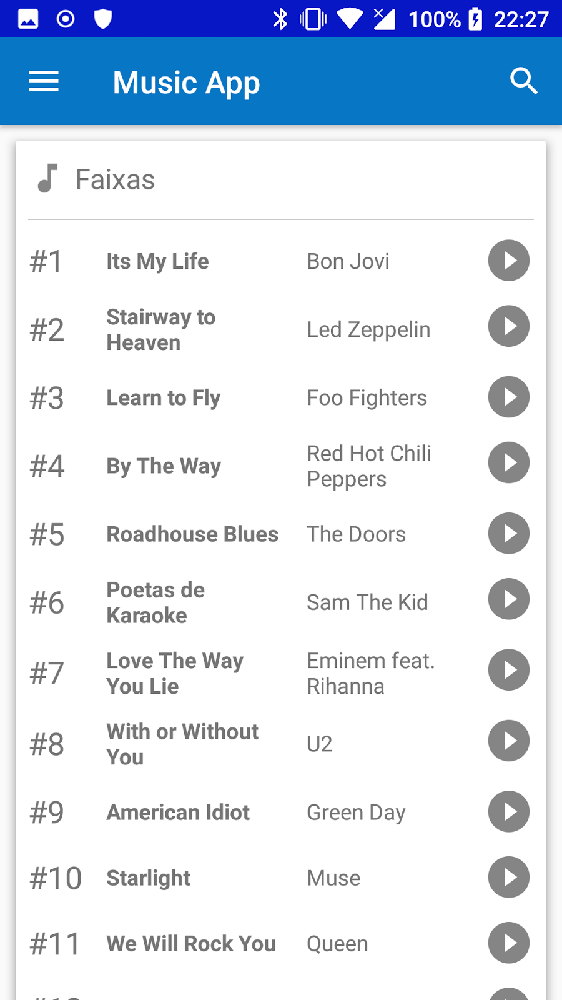 100% 22:27
Music App
Faixas
#1 Its My Life Bon Jovi
#2 Stairway to
Heaven Led Zeppelin
#3 Learn to Fly Foo Fighters
#4 By The Way Red Hot Chili
Peppers
#5 Roadhouse Blues The Doors
#6 Poetas de
Karaoke Sam The Kid
#7 Love The Way
You Lie Eminem feat.
Rihanna
#8 With or Without
You U2
#9 American Idiot Green Day
#10 Starlight Muse
#11 We Will Rock You Queen